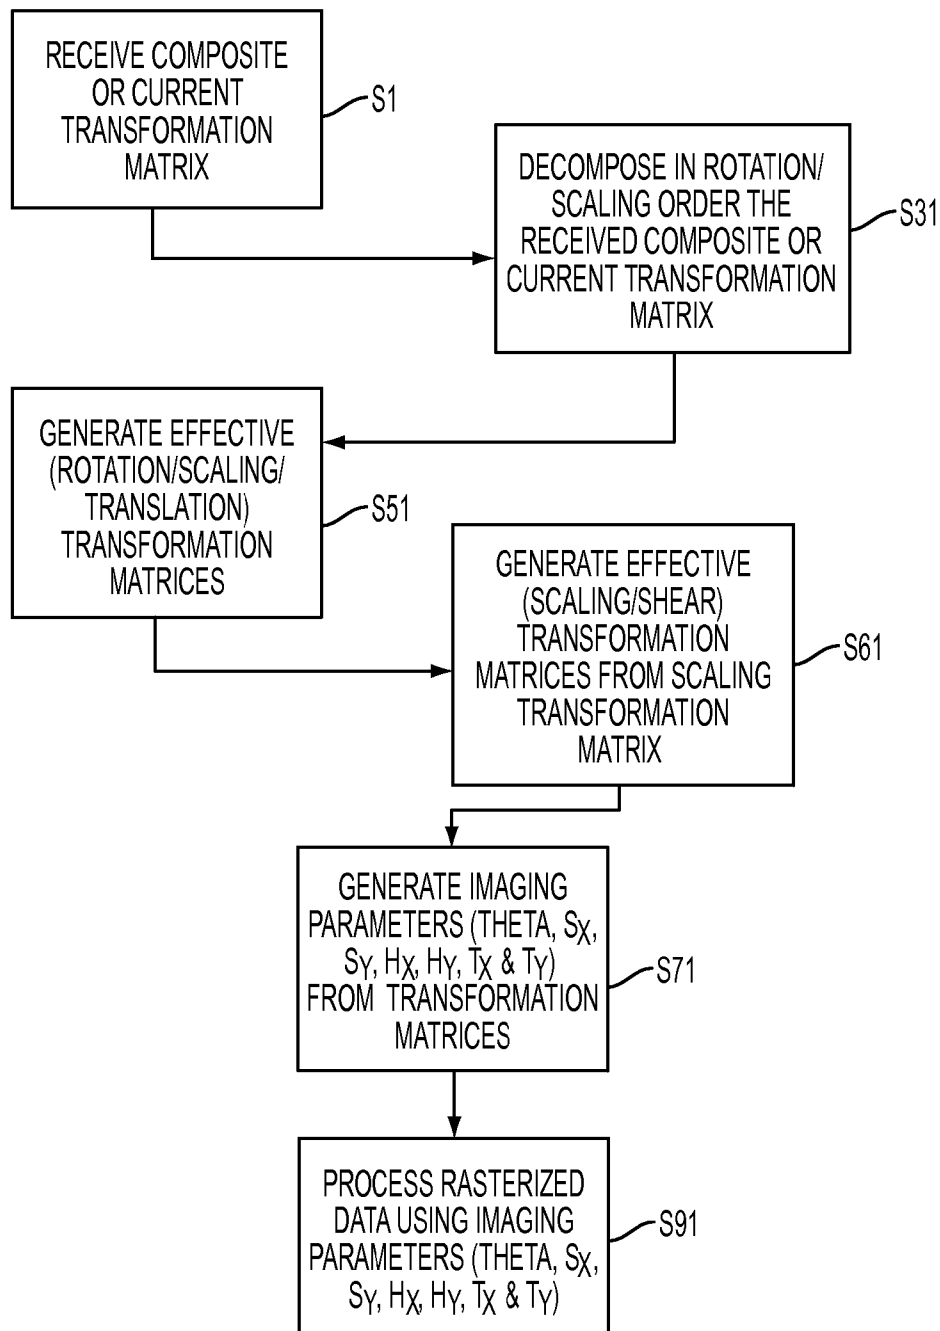 RECEIVE COMPOSITE
OR CURRENT
TRANSFORMATION
MATRIX
S1
DECOMPOSE IN ROTATION/
SCALING ORDER THE
RECEIVED COMPOSITE OR
CURRENT TRANSFORMATION
MATRIX
S31
GENERATE EFFECTIVE
(ROTATION/SCALING/
TRANSLATION)
TRANSFORMATION
MATRICES
S51
GENERATE EFFECTIVE
(SCALING/SHEAR)
TRANSFORMATION
MATRICES FROM SCALING
TRANSFORMATION
MATRIX
S61
GENERATE IMAGING
PARAMETERS (THETA, SX,
SY, HX, HY, TX & TY)
FROM TRANSFORMATION
MATRICES
S71
PROCESS RASTERIZED
DATA USING IMAGING
PARAMETERS (THETA, SX,
SY, HX, HY, TX & TY)
S91